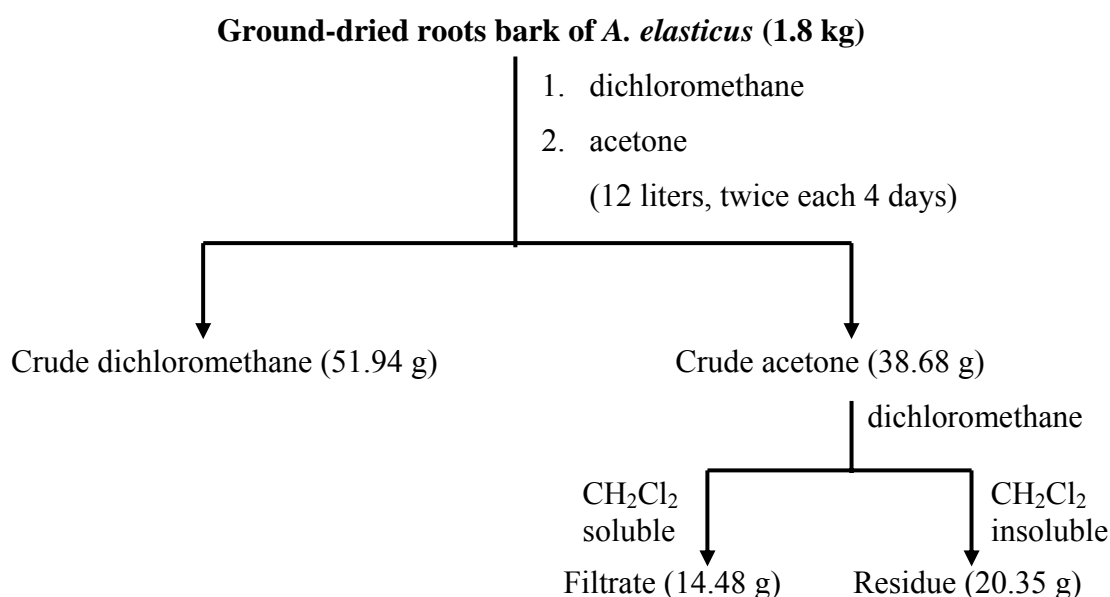 Ground-dried roots bark of A. elasticus (1.8 kg)
1. dichloromethane
2. acetone
(12 liters, twice each 4 days)
Crude dichloromethane (51.94 g)
Crude acetone (38.68 g)
dichloromethane
CH₂Cl₂
soluble
CH₂Cl₂
insoluble
Filtrate (14.48 g)
Residue (20.35 g)